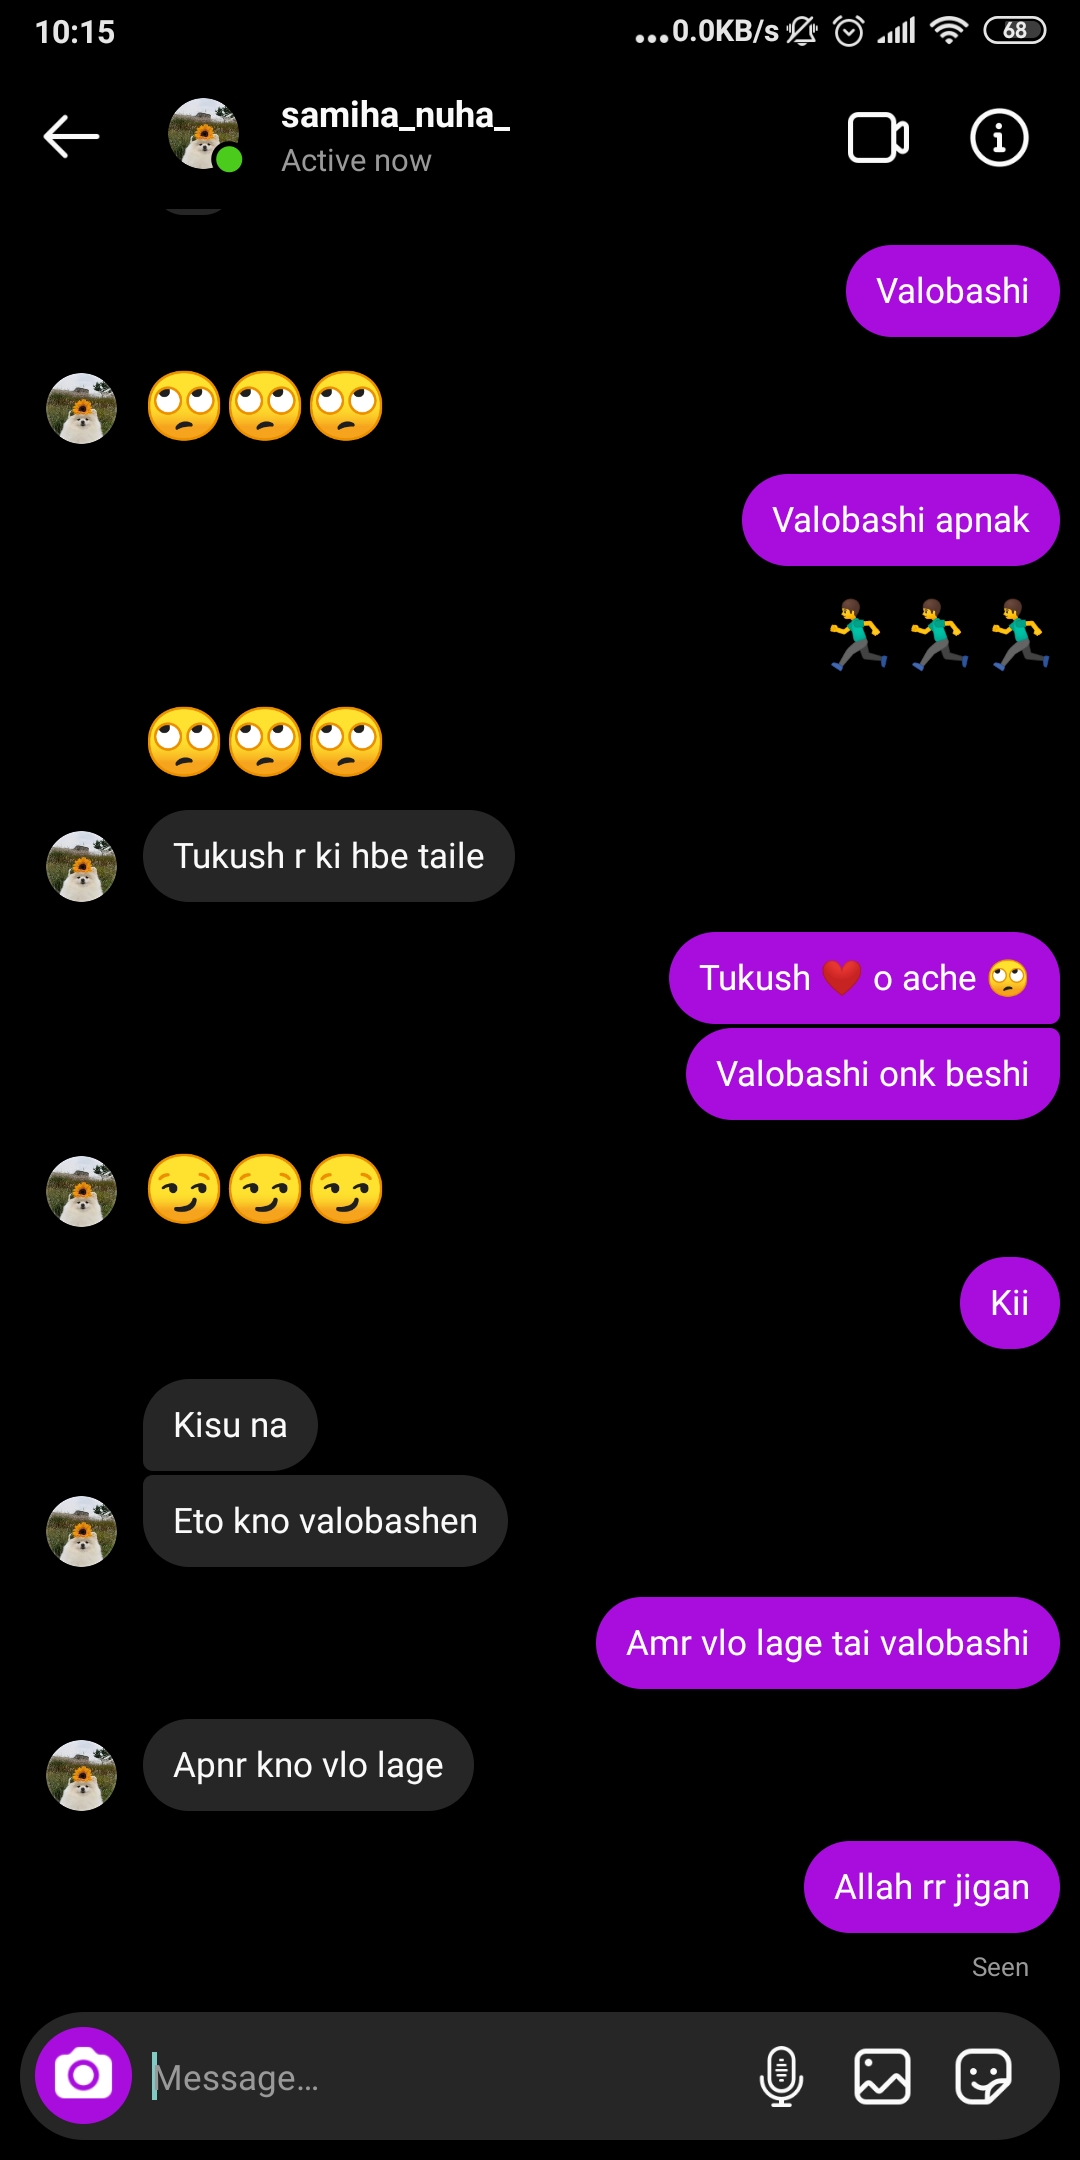 10:15
...0.0KB/s 68
samiha_nuha_
Active now
Valobashi
🙄🙄🙄
Valobashi apnak
🏃‍♂️🏃‍♂️🏃‍♂️
🙄🙄🙄
Tukush r ki hbe taile
Tukush ❤️ o ache 🙄
Valobashi onk beshi
😏😏😏
Kii
Kisu na
Eto kno valobashen
Amr vlo lage tai valobashi
Apnr kno vlo lage
Allah rr jigan
Seen
Message...